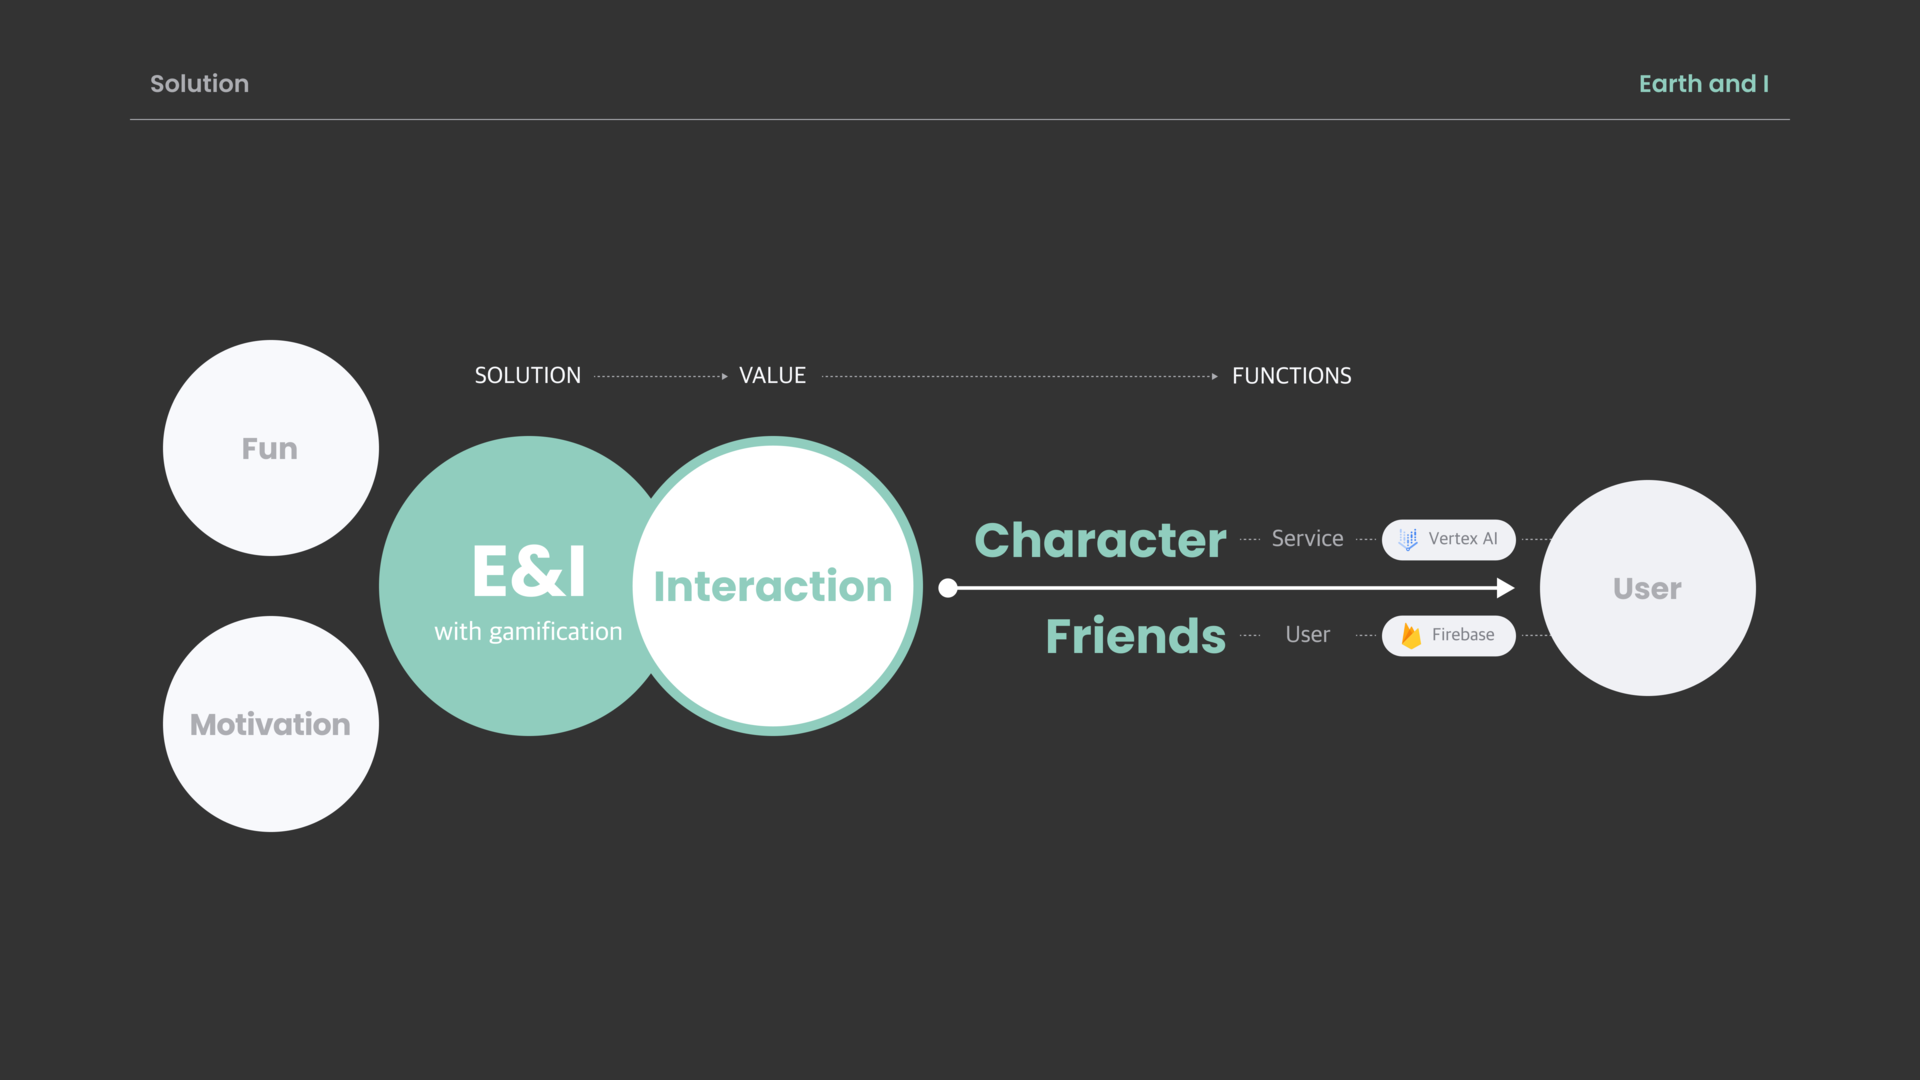 Solution
Earth and I
SOLUTION
VALUE
FUNCTIONS
Fun
Motivation
E&I
with gamification
Interaction
Character
Service
Vertex AI
Friends
User
Firebase
User